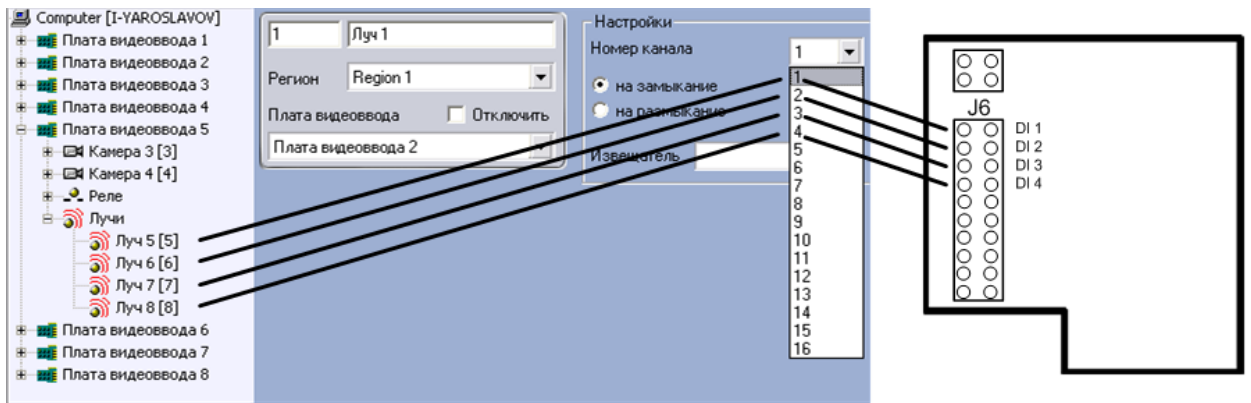 Computer [I-YAROSLAVOV]
Плата видеоввода 1
Плата видеоввода 2
Плата видеоввода 3
Плата видеоввода 4
Плата видеоввода 5
Камера 3 [3]
Камера 4 [4]
Реле
Лучи
Луч 5 [5]
Луч 6 [6]
Луч 7 [7]
Луч 8 [8]
Плата видеоввода 6
Плата видеоввода 7
Плата видеоввода 8
1
Луч 1
Регион
Region 1
Плата видеоввода
Отключить
Плата видеоввода 2
Настройки
Номер канала
1
на замыкание
на размыкание
Извещатель
1
2
3
4
5
6
7
8
9
10
11
12
13
14
15
16
J6
DI 1
DI 2
DI 3
DI 4